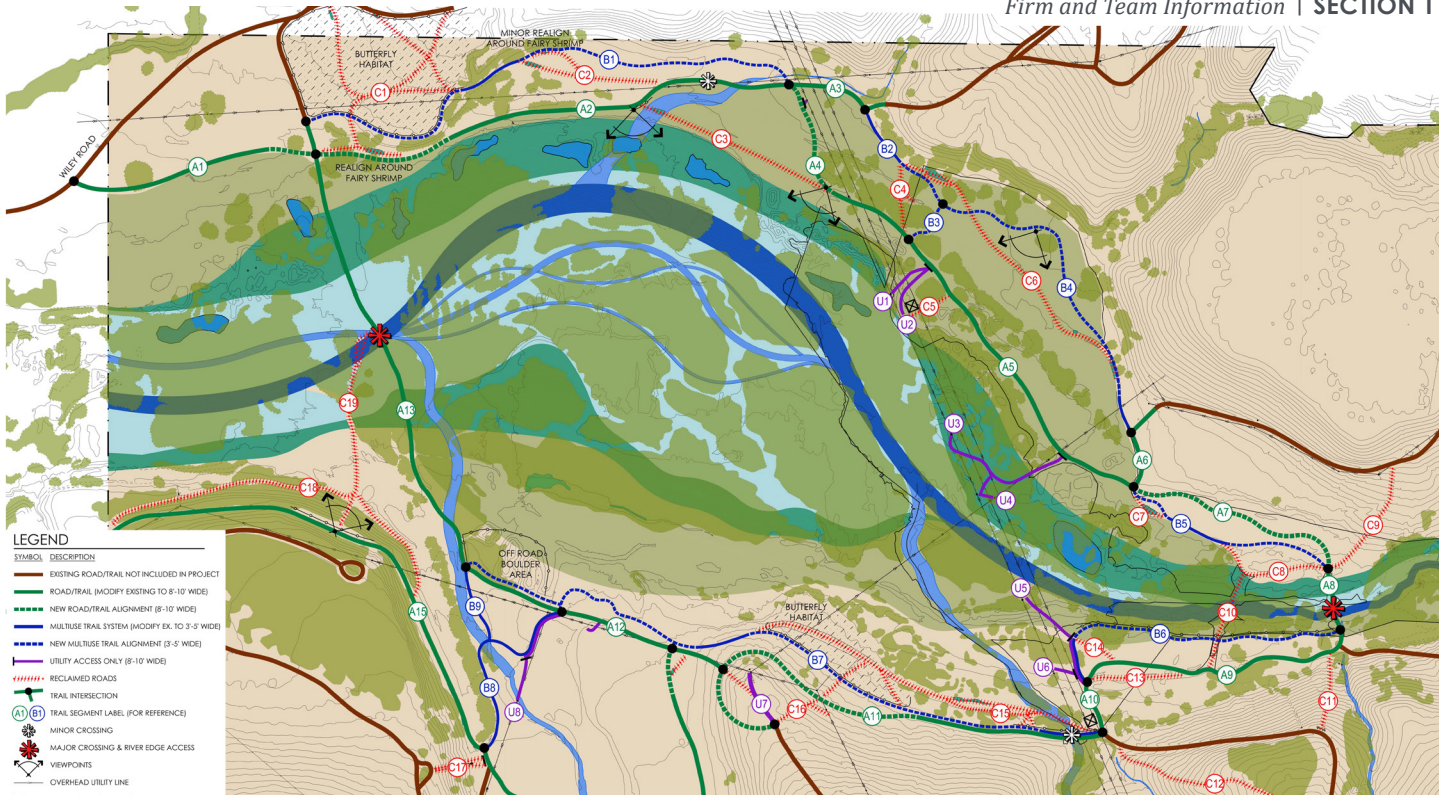 Firm and Team Information | SECTION 1
MINOR REALIGN
AROUND FAIRY SHRIMP
BUTTERFLY
HABITAT
B1
C2
C1
A3
A2
WILEY ROAD
C3
B2
A1
REALIGN AROUND
FAIRY SHRIMP
A4
C4
B3
C6
B4
U1
C5
U2
A5
C19
A13
U3
A6
C18
U4
A7
C7
B5
C9
LEGEND
SYMBOL DESCRIPTION
EXISTING ROAD/TRAIL NOT INCLUDED IN PROJECT
ROAD/TRAIL (MODIFY EXISTING TO 8'-10' WIDE)
NEW ROAD/TRAIL ALIGNMENT (8'-10' WIDE)
MULTIUSE TRAIL SYSTEM (MODIFY EX. TO 3'-5' WIDE)
NEW MULTIUSE TRAIL ALIGNMENT (3'-5' WIDE)
UTILITY ACCESS ONLY (8'-10' WIDE)
RECLAIMED ROADS
TRAIL INTERSECTION
A1 B1 TRAIL SEGMENT LABEL (FOR REFERENCE)
MINOR CROSSING
MAJOR CROSSING & RIVER EDGE ACCESS
VIEWPOINTS
OVERHEAD UTILITY LINE
OFF ROAD
BOULDER
AREA
C8
A8
U5
B9
A15
BUTTERFLY
HABITAT
C10
A12
B6
C14
B7
U6
C13
A9
B8
A10
C11
U7
C16
A11
C15
U8
C17
C12